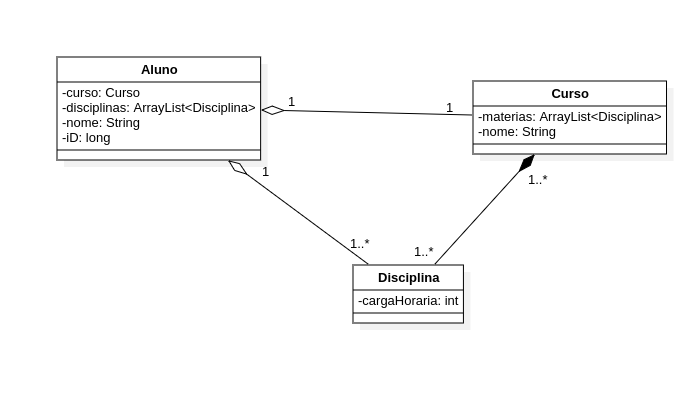 Aluno
-curso: Curso
-disciplinas: ArrayList<Disciplina>
-nome: String
-iD: long
1
1
Curso
-materias: ArrayList<Disciplina>
-nome: String
1
1..*
1..*
1..*
Disciplina
-cargaHoraria: int